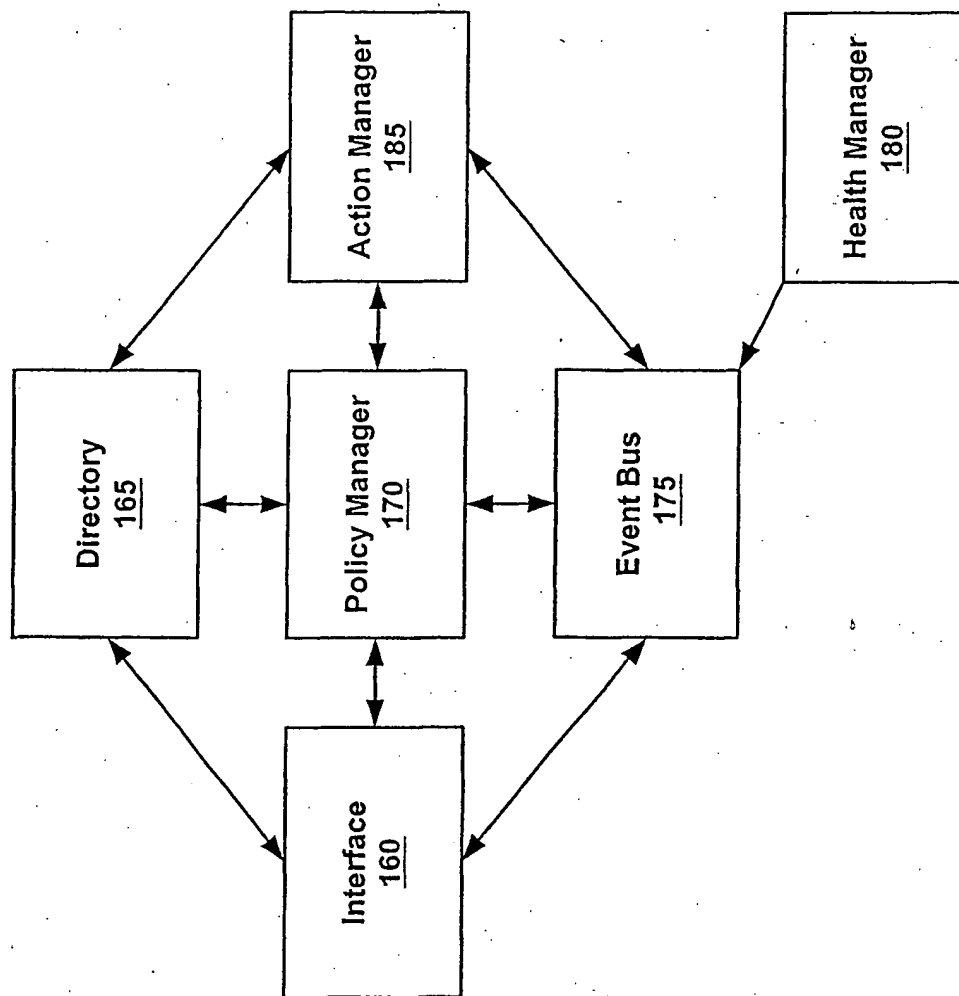 Directory
165
Interface
160
Policy Manager
170
Action Manager
185
Event Bus
175
Health Manager
180